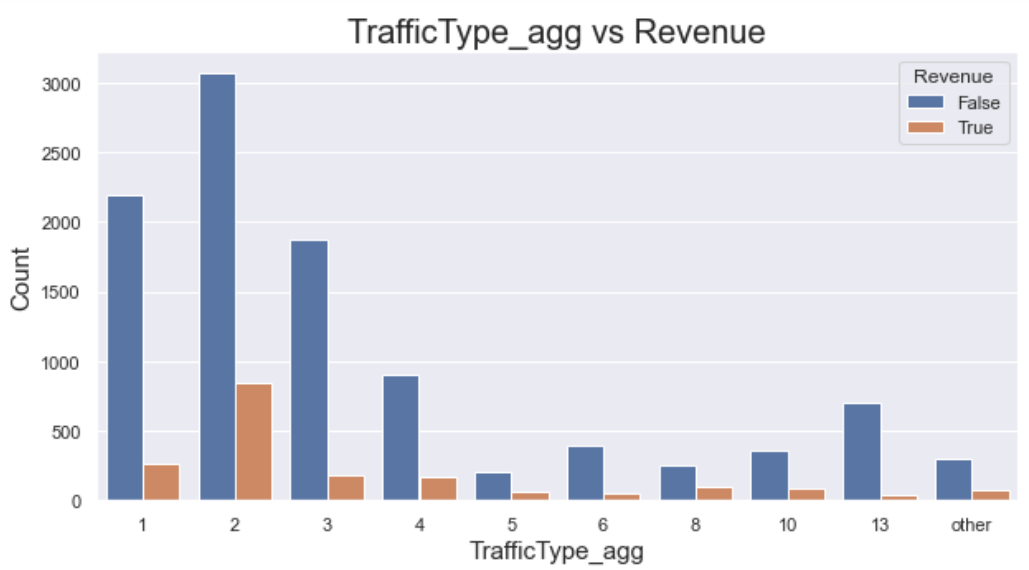 TrafficType_agg vs Revenue
Revenue
False
True
Count
3000
2500
2000
1500
1000
500
0
1 2 3 4 5 6 8 10 13 other
TrafficType_agg